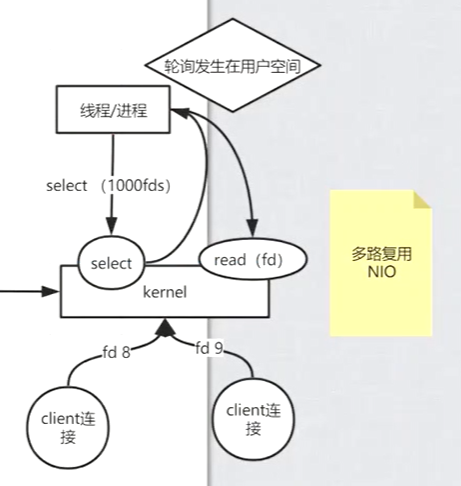 轮询发生在用户空间
线程/进程
select （1000fds）
select
read（fd）
kernel
fd 8
fd 9
client连
接
client连
接
多路复用
NIO